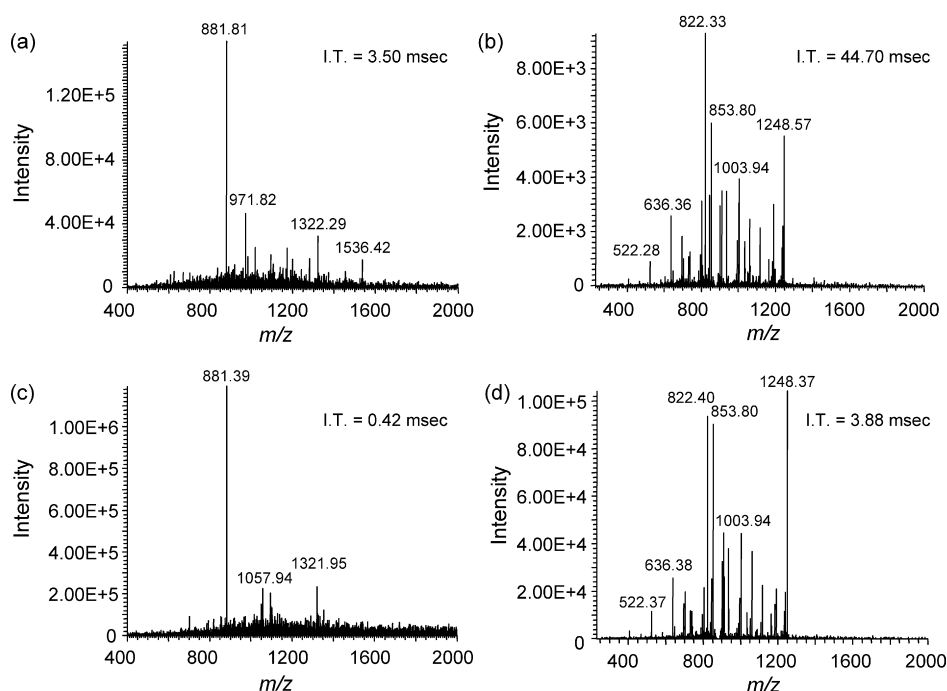 (a)
881.81
I.T. = 3.50 msec
Intensity
1.20E+5
8.00E+4
4.00E+4
0
971.82
1322.29
1536.42
400 800 1200 1600 2000
m/z
(b)
822.33
I.T. = 44.70 msec
Intensity
8.00E+3
6.00E+3
4.00E+3
2.00E+3
0
853.80
1248.57
1003.94
636.36
522.28
400 800 1200 1600 2000
m/z
(c)
881.39
I.T. = 0.42 msec
Intensity
1.00E+6
8.00E+5
6.00E+5
4.00E+5
2.00E+5
0
1057.94
1321.95
400 800 1200 1600 2000
m/z
(d)
1248.37
822.40
853.80
I.T. = 3.88 msec
Intensity
1.00E+5
8.00E+4
6.00E+4
4.00E+4
2.00E+4
0
1003.94
636.38
522.37
400 800 1200 1600 2000
m/z